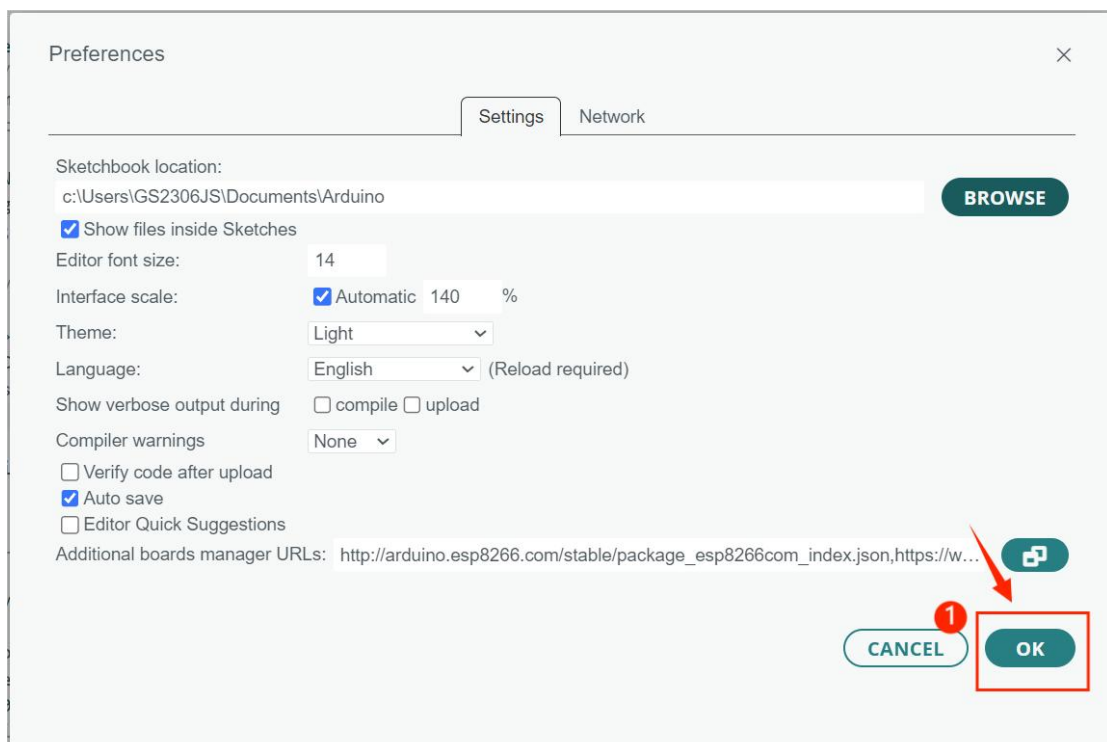 Preferences
Settings Network
Sketchbook location:
c:\Users\GS2306JS\Documents\Arduino
BROWSE
Show files inside Sketches
Editor font size: 14
Interface scale: Automatic 140 %
Theme: Light
Language: English (Reload required)
Show verbose output during compile upload
Compiler warnings None
Verify code after upload
Auto save
Editor Quick Suggestions
Additional boards manager URLs: http://arduino.esp8266.com/stable/package_esp8266com_index.json,https://w...
1
CANCEL OK